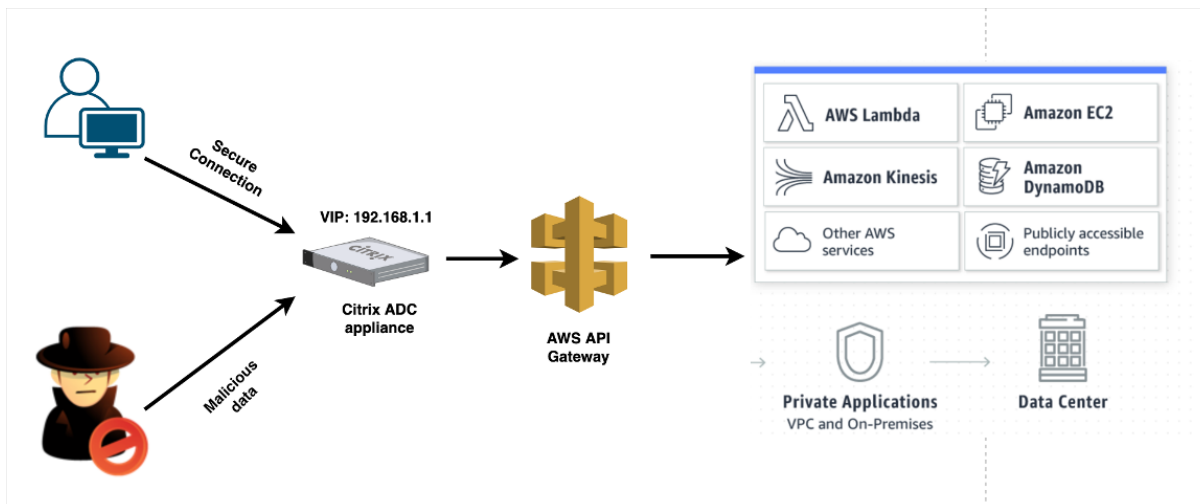 Secure
Connection
VIP: 192.168.1.1
CITRIX
Citrix ADC
appliance
Malicious
data
AWS API
Gateway
AWS Lambda
Amazon EC2
Amazon Kinesis
Amazon
DynamoDB
Other AWS
services
Publicly accessible
endpoints
Private Applications
VPC and On-Premises
Data Center